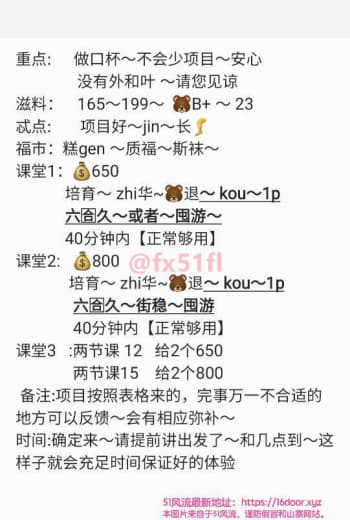 重点: 做口杯～不会少项目～安心
没有外和叶 ～请您见谅
滋料: 165～199～ 🐻B+ ～ 23
忒点: 项目好～jin～长🦵
福市: 糕gen ～质福～斯袜～
课堂1: 💰650
培育～ zhi华~🐻退～ kou～1p
六🈴久～或者～囤游～
40分钟内【正常够用】
课堂2: 💰800
培育～ zhi华~🐻退～ kou～1p
六🈴久～街稳～囤游
40分钟内【正常够用】
@fx51fl
课堂3 :两节课 12 给2个650
两节课15 给2个800
备注:项目按照表格来的，完事万一不合适的
地方可以反馈～会有相应弥补～
时间:确定来～请提前讲出发了～和几点到～这
样子就会充足时间保证好的体验
51风流最新地址: https://16door.xyz
本图片来自于51风流，谨防假冒和山寨网站。